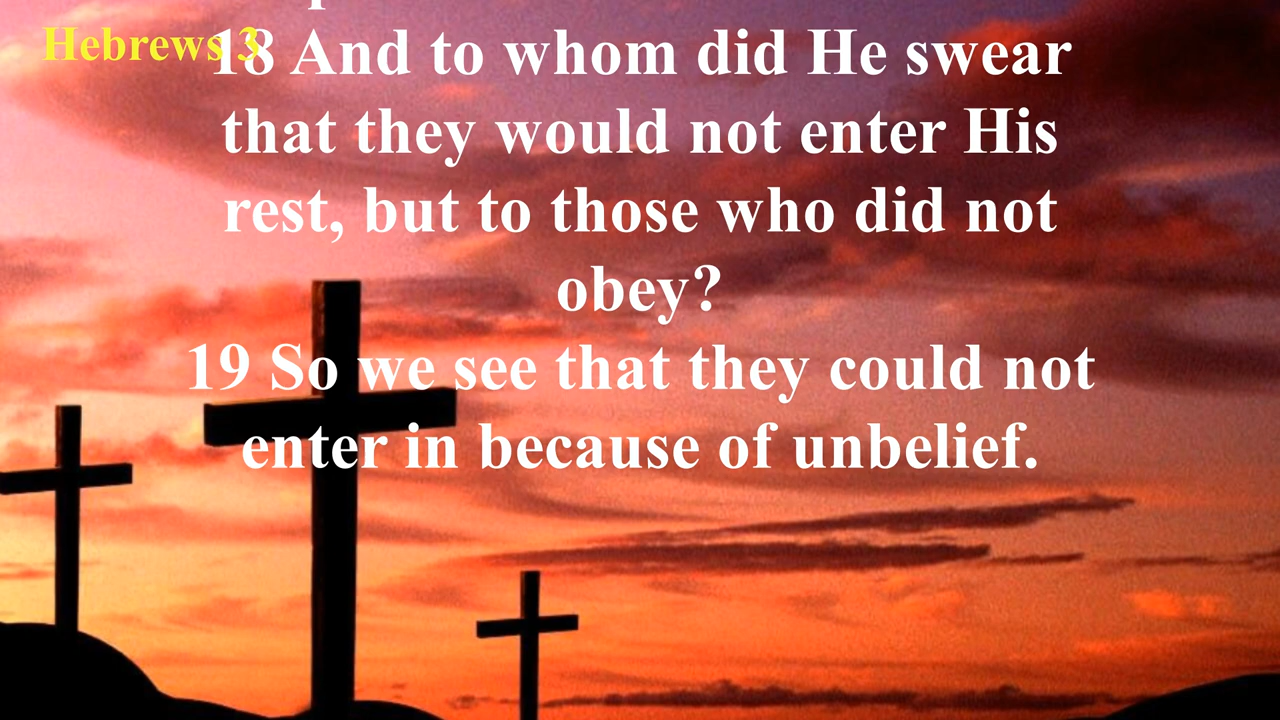 Hebrews 3
18 And to whom did He swear
that they would not enter His
rest, but to those who did not
obey?
19 So we see that they could not
enter in because of unbelief.